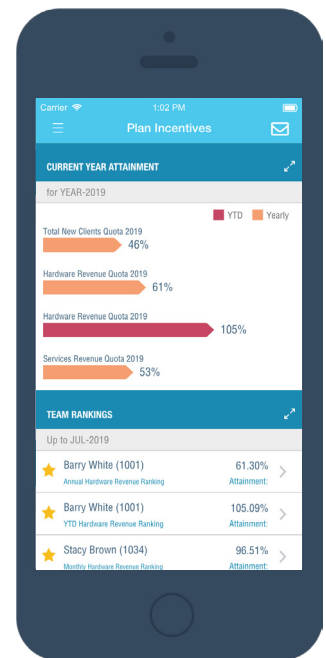 Carrier 1:02 PM
Plan Incentives
CURRENT YEAR ATTAINMENT
for YEAR-2019
YTD Yearly
Total New Clients Quota 2019
46%
Hardware Revenue Quota 2019
61%
Hardware Revenue Quota 2019
105%
Services Revenue Quota 2019
53%
TEAM RANKINGS
Up to JUL-2019
Barry White (1001) 61.30%
Annual Hardware Revenue Ranking Attainment:
Barry White (1001) 105.09%
YTD Hardware Revenue Ranking Attainment:
Stacy Brown (1034) 96.51%
Monthly Hardware Revenue Ranking Attainment: